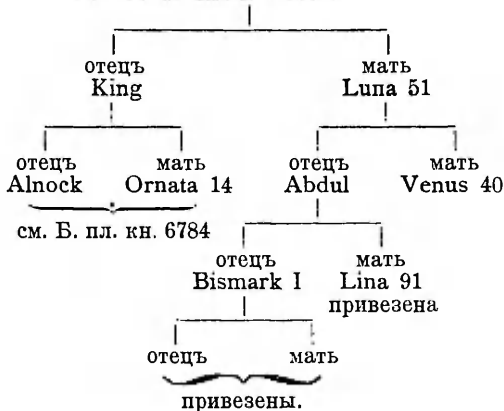 отецъ мать
King Luna 51
отецъ мать отецъ мать
Alnock Ornata 14 Abdul Venus 40
см. Б. пл. кн. 6784
отецъ мать
Bismark I Lina 91
привезена
отецъ мать
привезены.